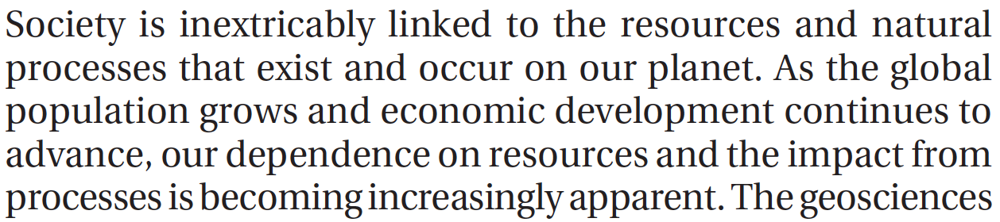 Society is inextricably linked to the resources and natural
processes that exist and occur on our planet. As the global
population grows and economic development continues to
advance, our dependence on resources and the impact from
processes is becoming increasingly apparent. The geosciences